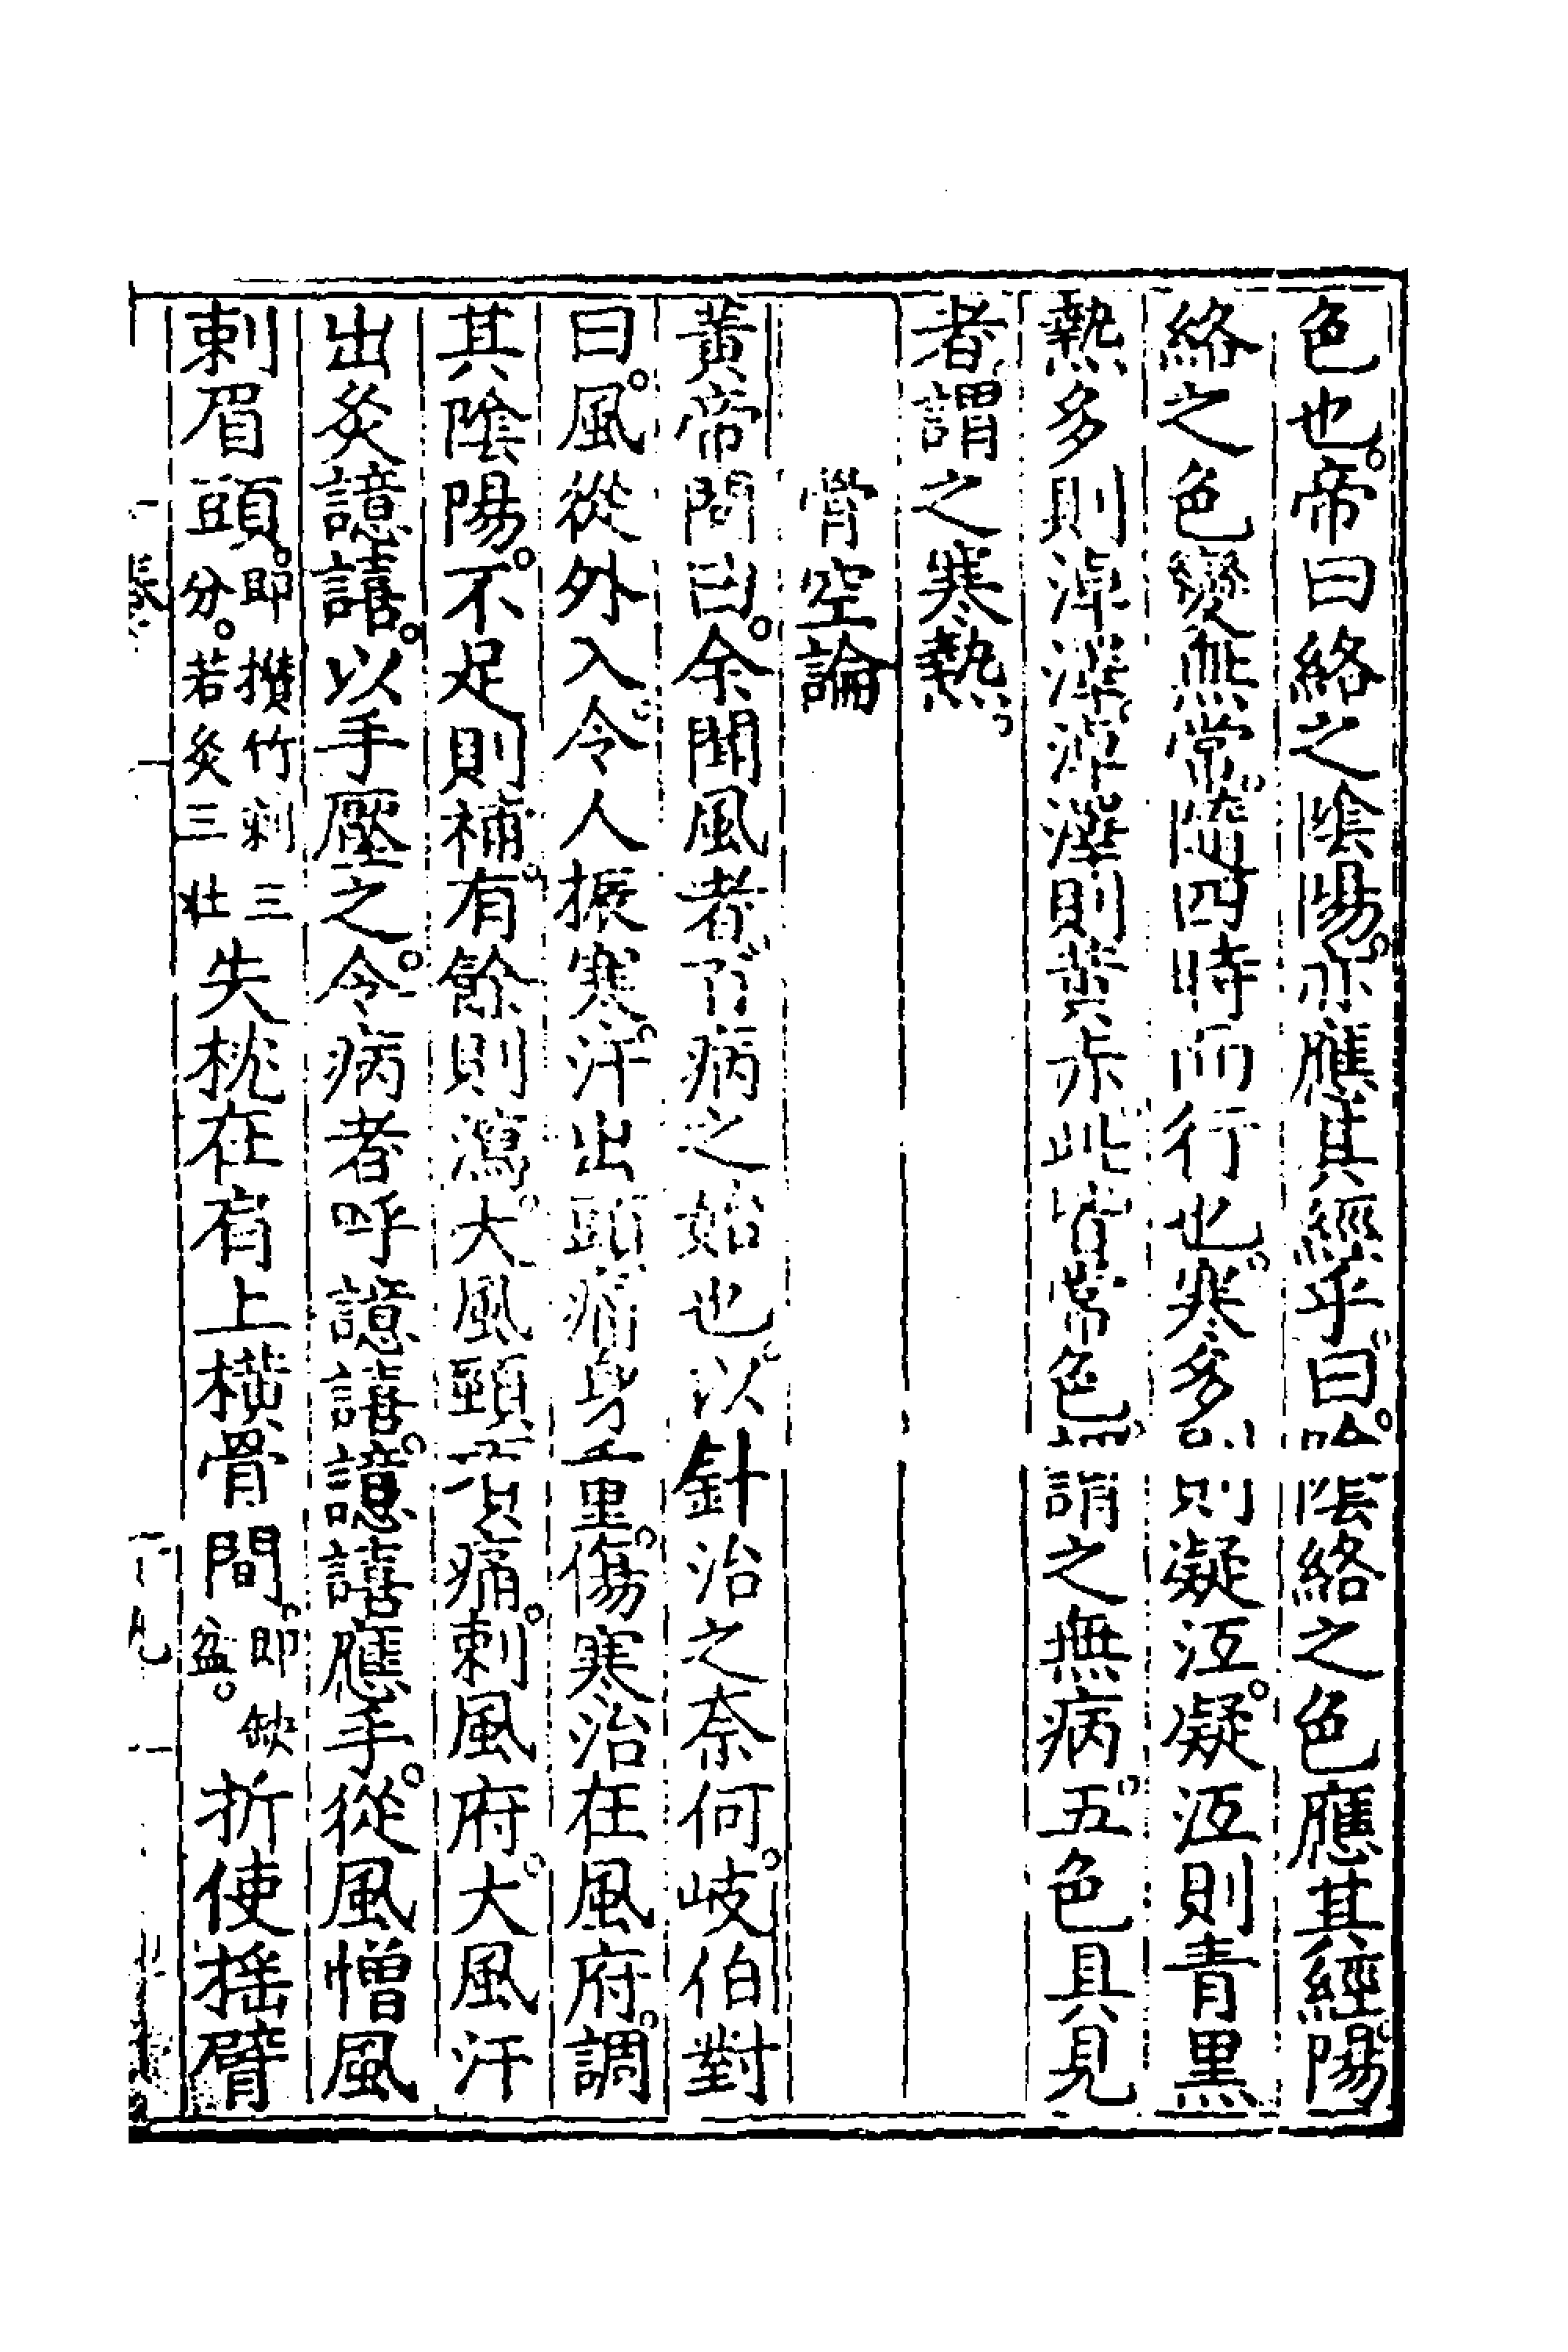 色也。帝曰絡之陰陽。亦應其經乎。曰。陰絡之色應其經。陽
絡之色變無常。隨四時而行也。寒多則凝沍。凝沍則青黑
熱多則淖澤。淖澤則黃赤。此皆常色。謂之無病。五色具見
者。謂之寒熱。
骨空論
黃帝問曰。余聞風者。百病之始也。以針治之奈何。岐伯對
曰。風從外入。令人振寒。汗出頭痛身重。傷寒治在風府。調
其陰陽。不足則補。有餘則瀉。大風頸項痛。刺風府。大風汗
出灸譩譆。以手壓之。令病者呼譩譆。譩譆應手。從風憎風
刺眉頭。即攢竹刺三分。若灸三壯失枕在肩上橫骨間。即缺盆。折使搖臂
卷
十九